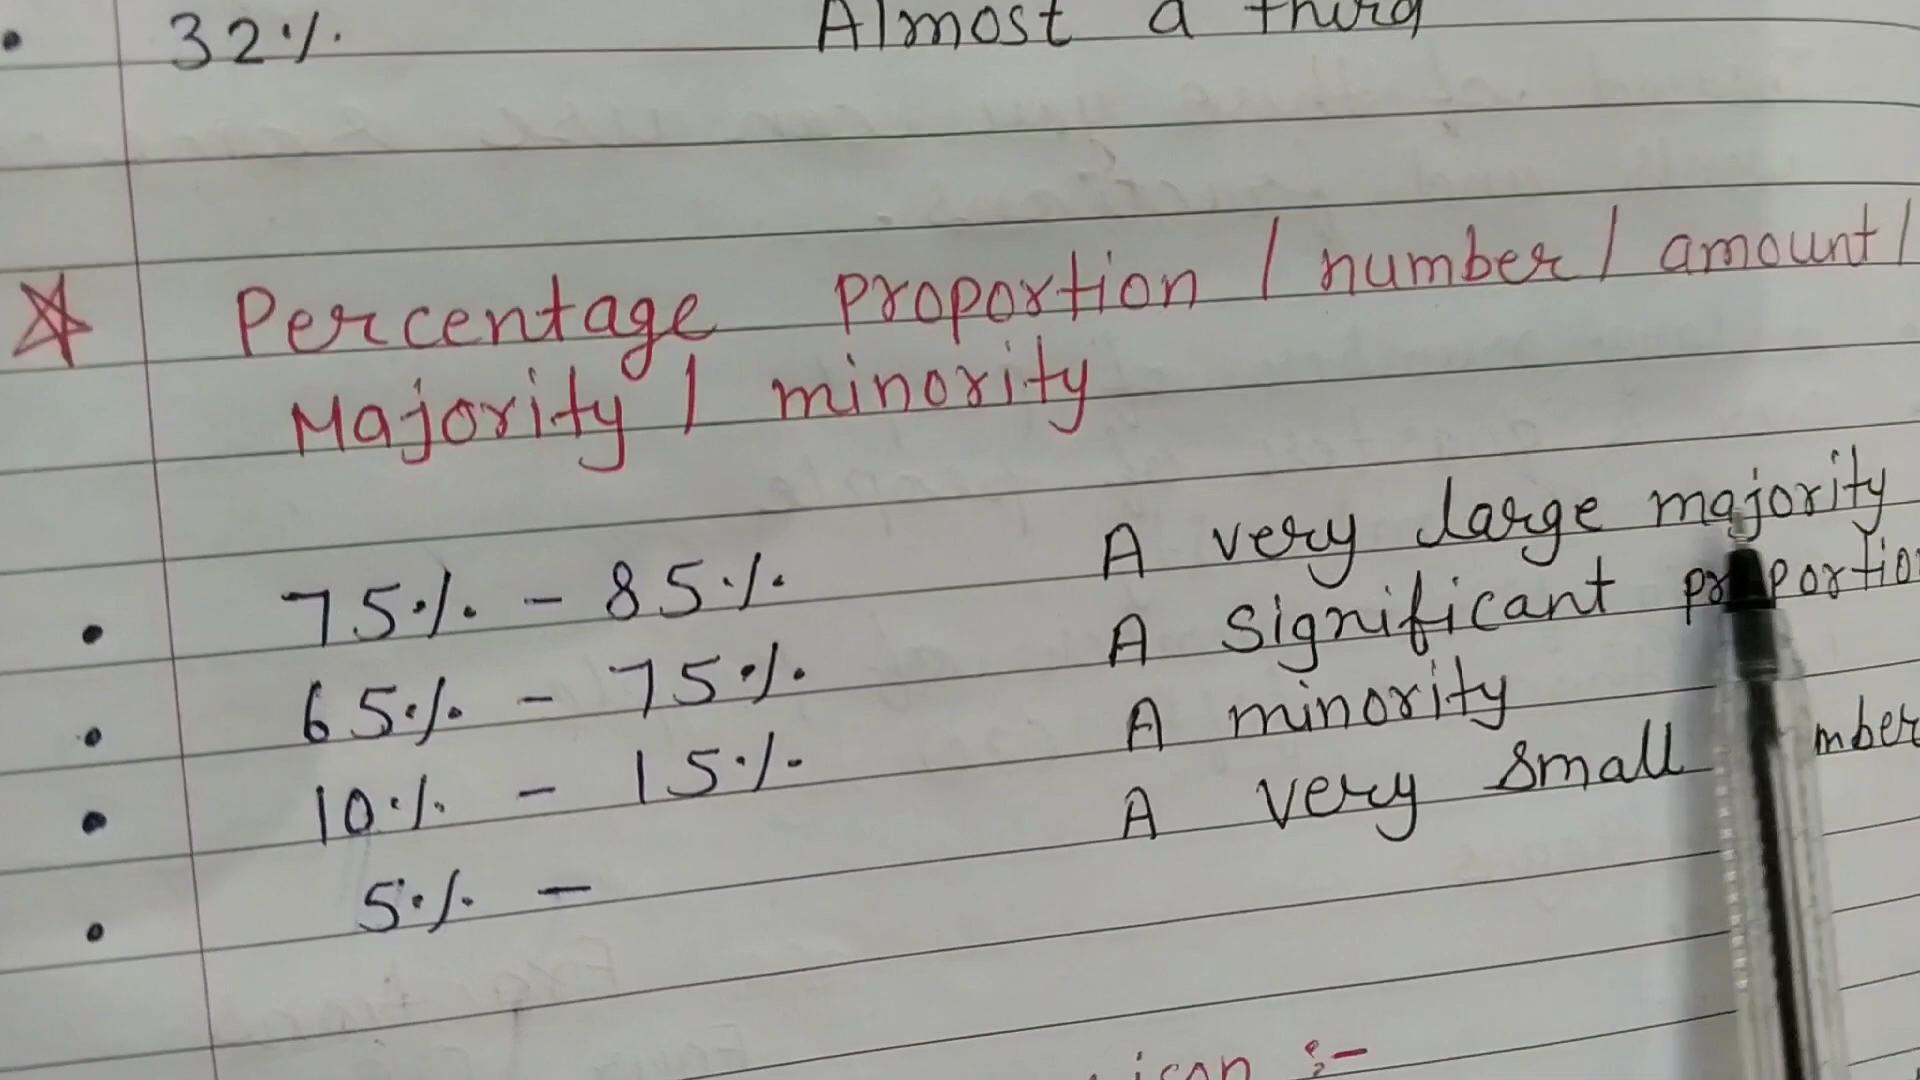 • 32% Almost a third
Percentage proportion / number / amount /
Majority / minority
• 75% - 85% A very large majority
• 65% - 75% A significant
• 10% - 15% A minority
• 5% - A very small